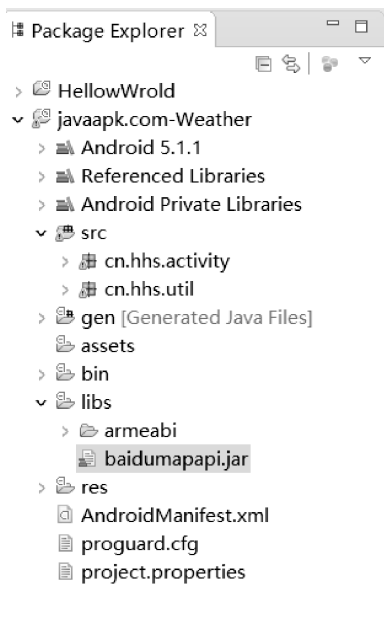 Package Explorer
HellowWrold
javaapk.com-Weather
Android 5.1.1
Referenced Libraries
Android Private Libraries
src
cn.hhs.activity
cn.hhs.util
gen [Generated Java Files]
assets
bin
libs
armeabi
baidumapapi.jar
res
AndroidManifest.xml
proguard.cfg
project.properties